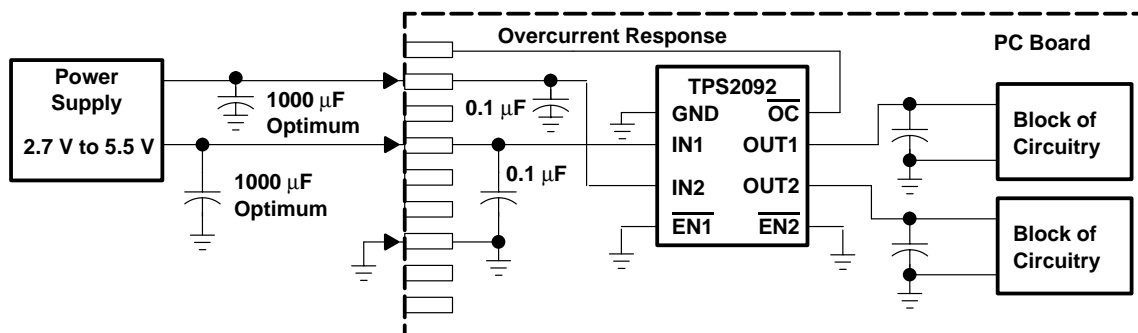 Overcurrent Response
PC Board
Power
Supply
2.7 V to 5.5 V
1000 μF
Optimum
0.1 μF
TPS2092
GND
OC
IN1
OUT1
IN2
OUT2
EN1
EN2
Block of
Circuitry
1000 μF
Optimum
0.1 μF
Block of
Circuitry